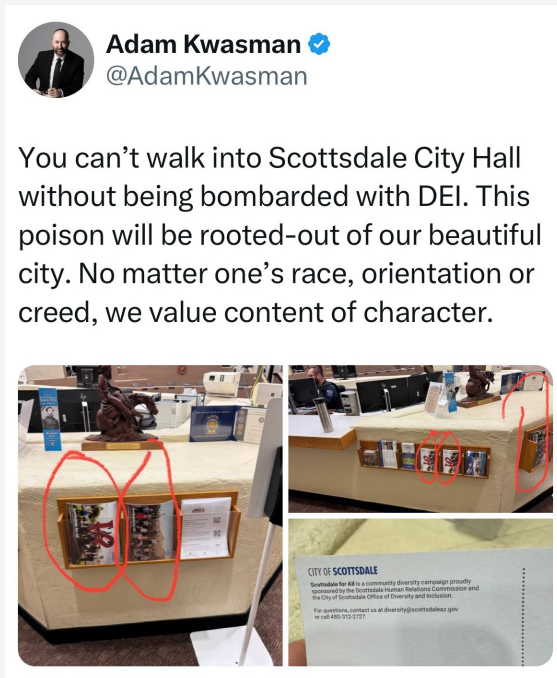 Adam Kwasman
@AdamKwasman
You can’t walk into Scottsdale City Hall
without being bombarded with DEI. This
poison will be rooted-out of our beautiful
city. No matter one’s race, orientation or
creed, we value content of character.
CITY OF SCOTTSDALE
Scottsdale for All is a community diversity campaign proudly
sponsored by the Scottsdale Human Relations Commission and
the City of Scottsdale Office of Diversity and Inclusion.
For questions, contact us at diversity@scottsdaleaz.gov
or call 480-312-2727.